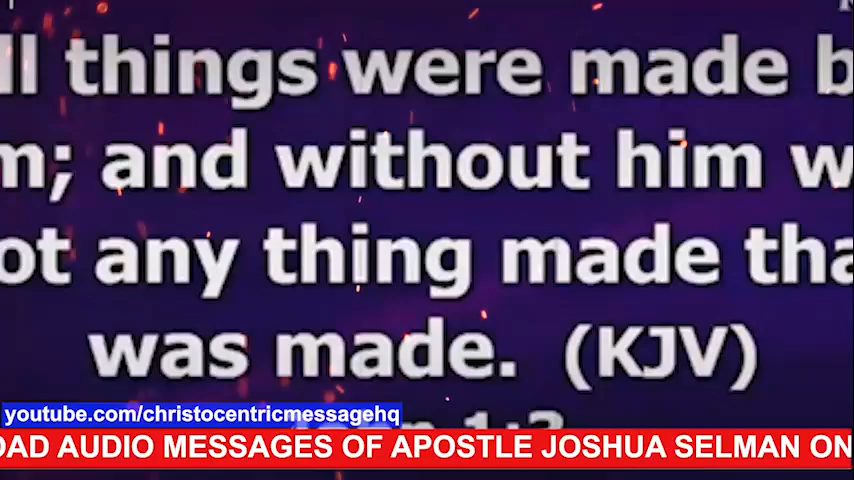 ll things were made b
m; and without him w
ot any thing made tha
was made. (KJV)
youtube.com/christocentricmessagehq
OAD AUDIO MESSAGES OF APOSTLE JOSHUA SELMAN ON